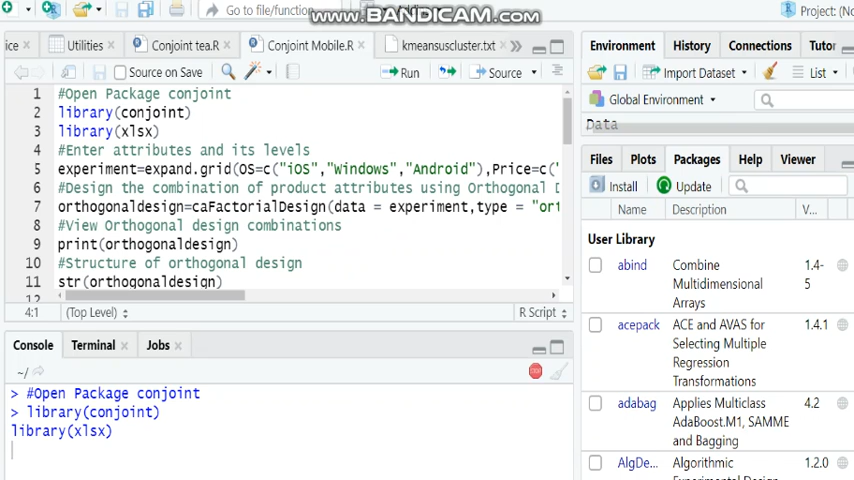 Go to file/function
www.BANDICAM.com
Project: (No
ice
Utilities
Conjoint tea.R
Conjoint Mobile.R
kmeansuscluster.txt
Source on Save
Run
Source
1 #Open Package conjoint
2 library(conjoint)
3 library(xlsx)
4 #Enter attributes and its levels
5 experiment=expand.grid(OS=c("iOS","Windows","Android"),Price=c("
6 #Design the combination of product attributes using Orthogonal D
7 orthogonaldesign=caFactorialDesign(data = experiment,type = "ort
8 #View Orthogonal design combinations
9 print(orthogonaldesign)
10 #Structure of orthogonal design
11 str(orthogonaldesign)
12
4:1 (Top Level) R Script
Console Terminal Jobs
~/
> #Open Package conjoint
> library(conjoint)
library(xlsx)
Environment History Connections Tutor
Import Dataset List
Global Environment
Data
Files Plots Packages Help Viewer
Install Update
Name Description V...
User Library
abind Combine Multidimensional Arrays 1.4-5
acepack ACE and AVAS for Selecting Multiple Regression Transformations 1.4.1
adabag Applies Multiclass AdaBoost.M1, SAMME and Bagging 4.2
AlgDe... Algorithmic 1.2.0